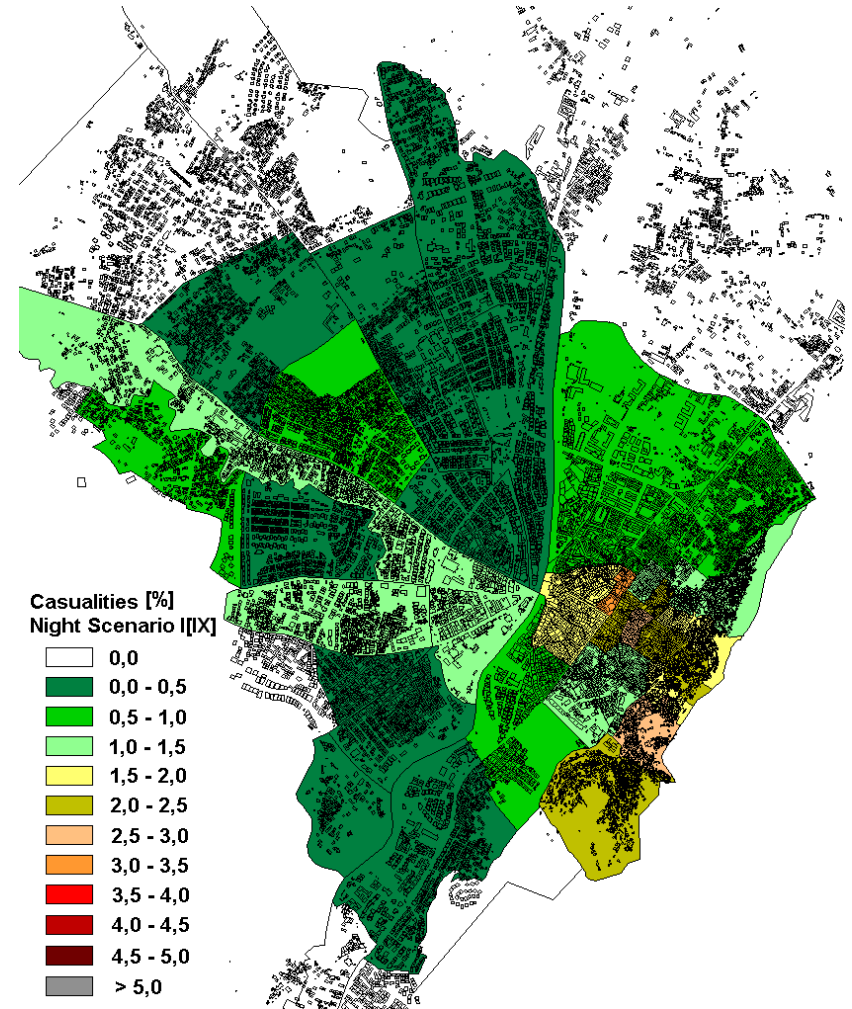 Casualities [%]
Night Scenario I[IX]
0,0
0,0 - 0,5
0,5 - 1,0
1,0 - 1,5
1,5 - 2,0
2,0 - 2,5
2,5 - 3,0
3,0 - 3,5
3,5 - 4,0
4,0 - 4,5
4,5 - 5,0
> 5,0